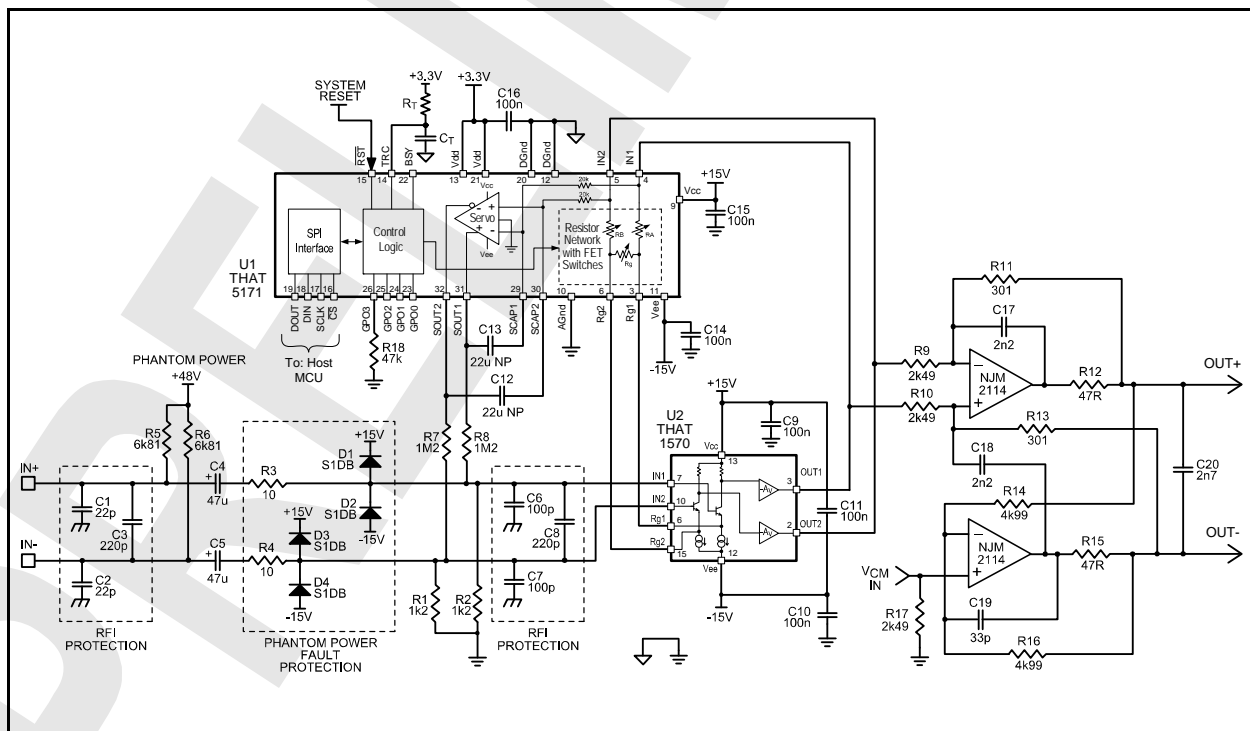 SYSTEM
RESET
+3.3V
RT
CT
+3.3V
C16
100n
RST
TRC
BSY
Vdd
Vdd
DGnd
DGnd
IN2
IN1
15
14
22
13
21
20
12
5
4
Vcc
9
+15V
C15
100n
SPI
Interface
Control
Logic
Vcc
Servo
Vee
20k
20k
Resistor
Network
with FET
Switches
RB
RA
Rg
U1
THAT
5171
19
18
17
16
26
25
24
23
32
31
29
30
10
6
3
11
DOUT
DIN
SCLK
CS
GPO3
GPO2
GPO1
GPO0
SOUT2
SOUT1
SCAP1
SCAP2
AGnd
Rg2
Rg1
Vee
To: Host
MCU
R18
47k
C13
22u NP
C12
22u NP
C14
100n
-15V
PHANTOM POWER
+48V
R5
6k81
R6
6k81
R7
1M2
R8
1M2
IN+
IN-
C1
22p
C2
22p
C3
220p
RFI
PROTECTION
C4
+
47u
C5
+
47u
R3
10
R4
10
+15V
D1
S1DB
D2
S1DB
-15V
+15V
D3
S1DB
D4
S1DB
-15V
PHANTOM POWER
FAULT
PROTECTION
R1
1k2
R2
1k2
C6
100p
C7
100p
C8
220p
RFI
PROTECTION
U2
THAT
1570
+15V
C9
100n
Vcc
13
IN1
7
IN2
10
Rg1
6
Rg2
15
-Av
-Av
OUT1
3
OUT2
2
12
Vee
-15V
C11
100n
C10
100n
R9
2k49
R10
2k49
R11
301
C17
2n2
NJM
2114
R12
47R
R13
301
C18
2n2
R14
4k99
NJM
2114
R15
47R
C19
33p
R16
4k99
VCM
IN
R17
2k49
C20
2n7
OUT+
OUT-
PRELIM